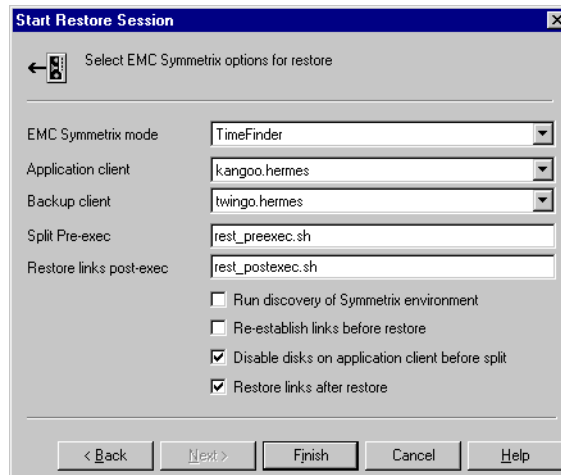 Start Restore Session
Select EMC Symmetrix options for restore
EMC Symmetrix mode TimeFinder
Application client kangoo.hermes
Backup client twingo.hermes
Split Pre-exec rest_preexec.sh
Restore links post-exec rest_postexec.sh
Run discovery of Symmetrix environment
Re-establish links before restore
Disable disks on application client before split
Restore links after restore
< Back Next > Finish Cancel Help